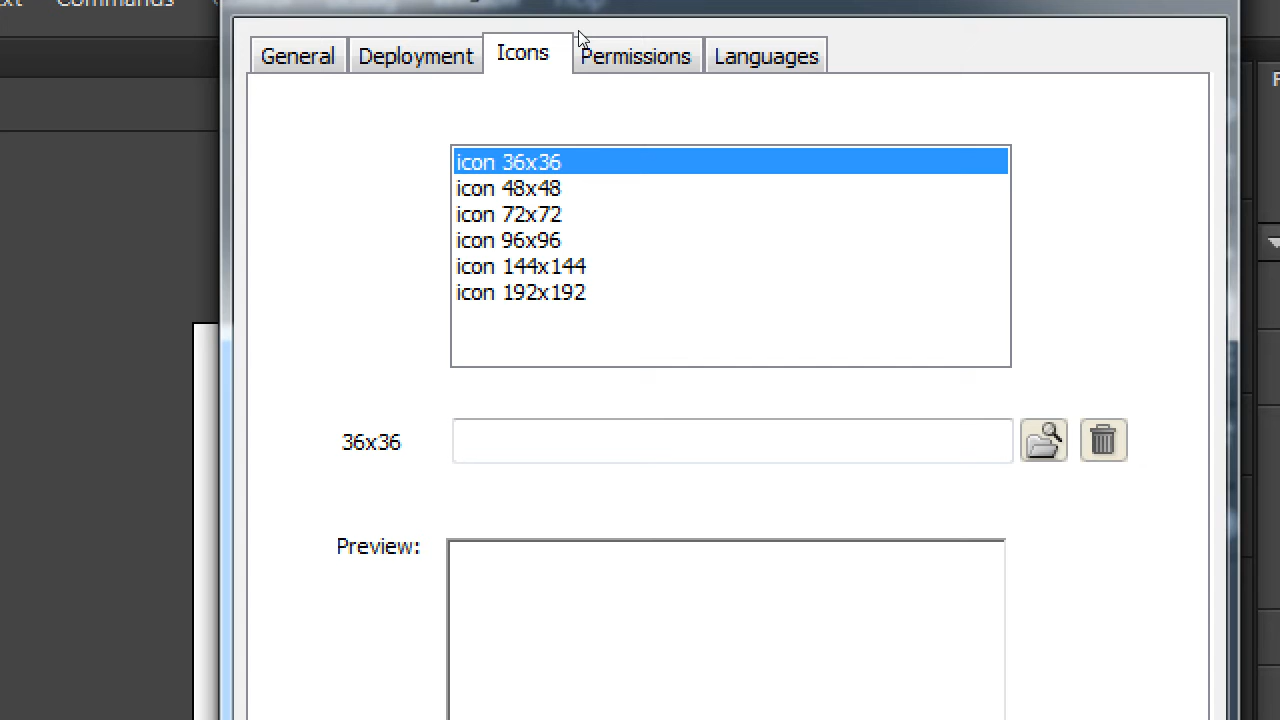 Commands
General Deployment Icons Permissions Languages
icon 36x36
icon 48x48
icon 72x72
icon 96x96
icon 144x144
icon 192x192
36x36
Preview: